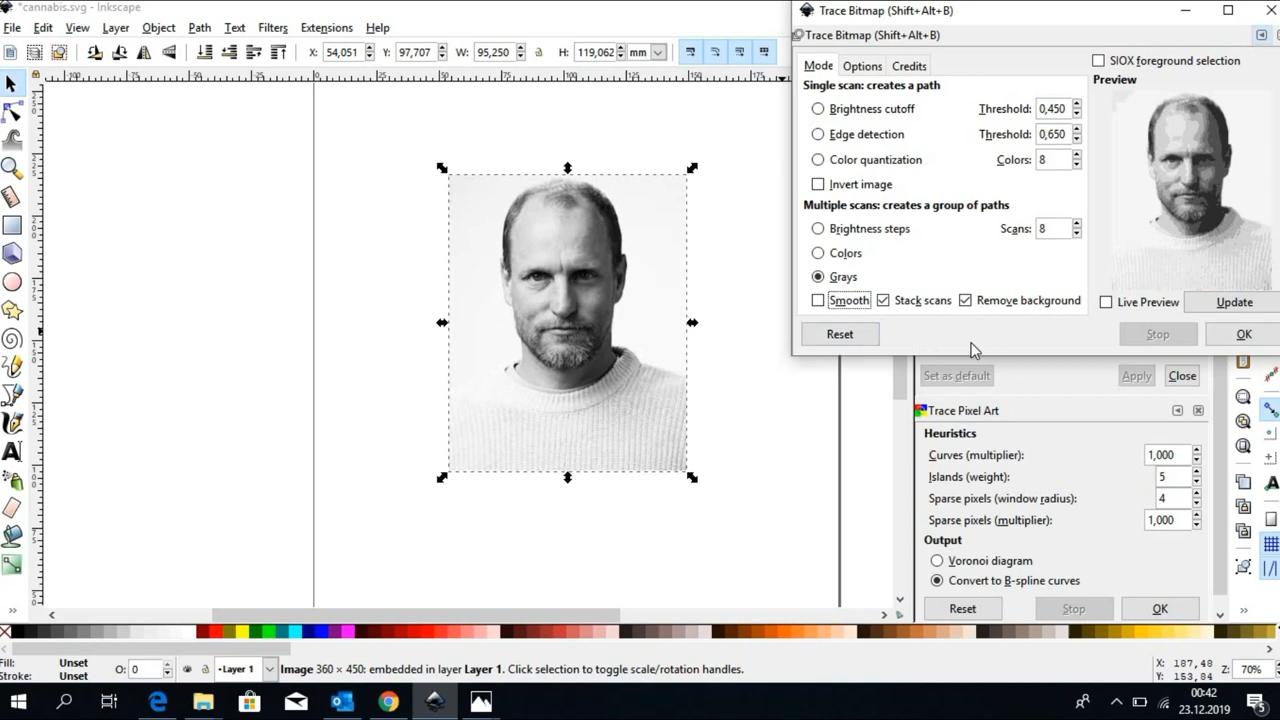 *cannabis.svg - Inkscape
File Edit View Layer Object Path Text Filters Extensions Help
X: 54,051 Y: 97,707 W: 95,250 H: 119,062 mm
Trace Bitmap (Shift+Alt+B)
Trace Bitmap (Shift+Alt+B)
Mode Options Credits
SIOX foreground selection
Single scan: creates a path
Preview
Brightness cutoff Threshold: 0,450
Edge detection Threshold: 0,650
Color quantization Colors: 8
Invert image
Multiple scans: creates a group of paths
Brightness steps Scans: 8
Colors
Grays
Smooth Stack scans Remove background
Live Preview Update
Reset Stop OK
Set as default Apply Close
Trace Pixel Art
Heuristics
Curves (multiplier): 1,000
Islands (weight): 5
Sparse pixels (window radius): 4
Sparse pixels (multiplier): 1,000
Output
Voronoi diagram
Convert to B-spline curves
Reset Stop OK
Fill: Unset
Stroke: Unset
O: 0
Layer 1
Image 360 × 450: embedded in layer Layer 1. Click selection to toggle scale/rotation handles.
X: 187,48
Y: 153,84
Z: 70%
00:42
23.12.2019
5